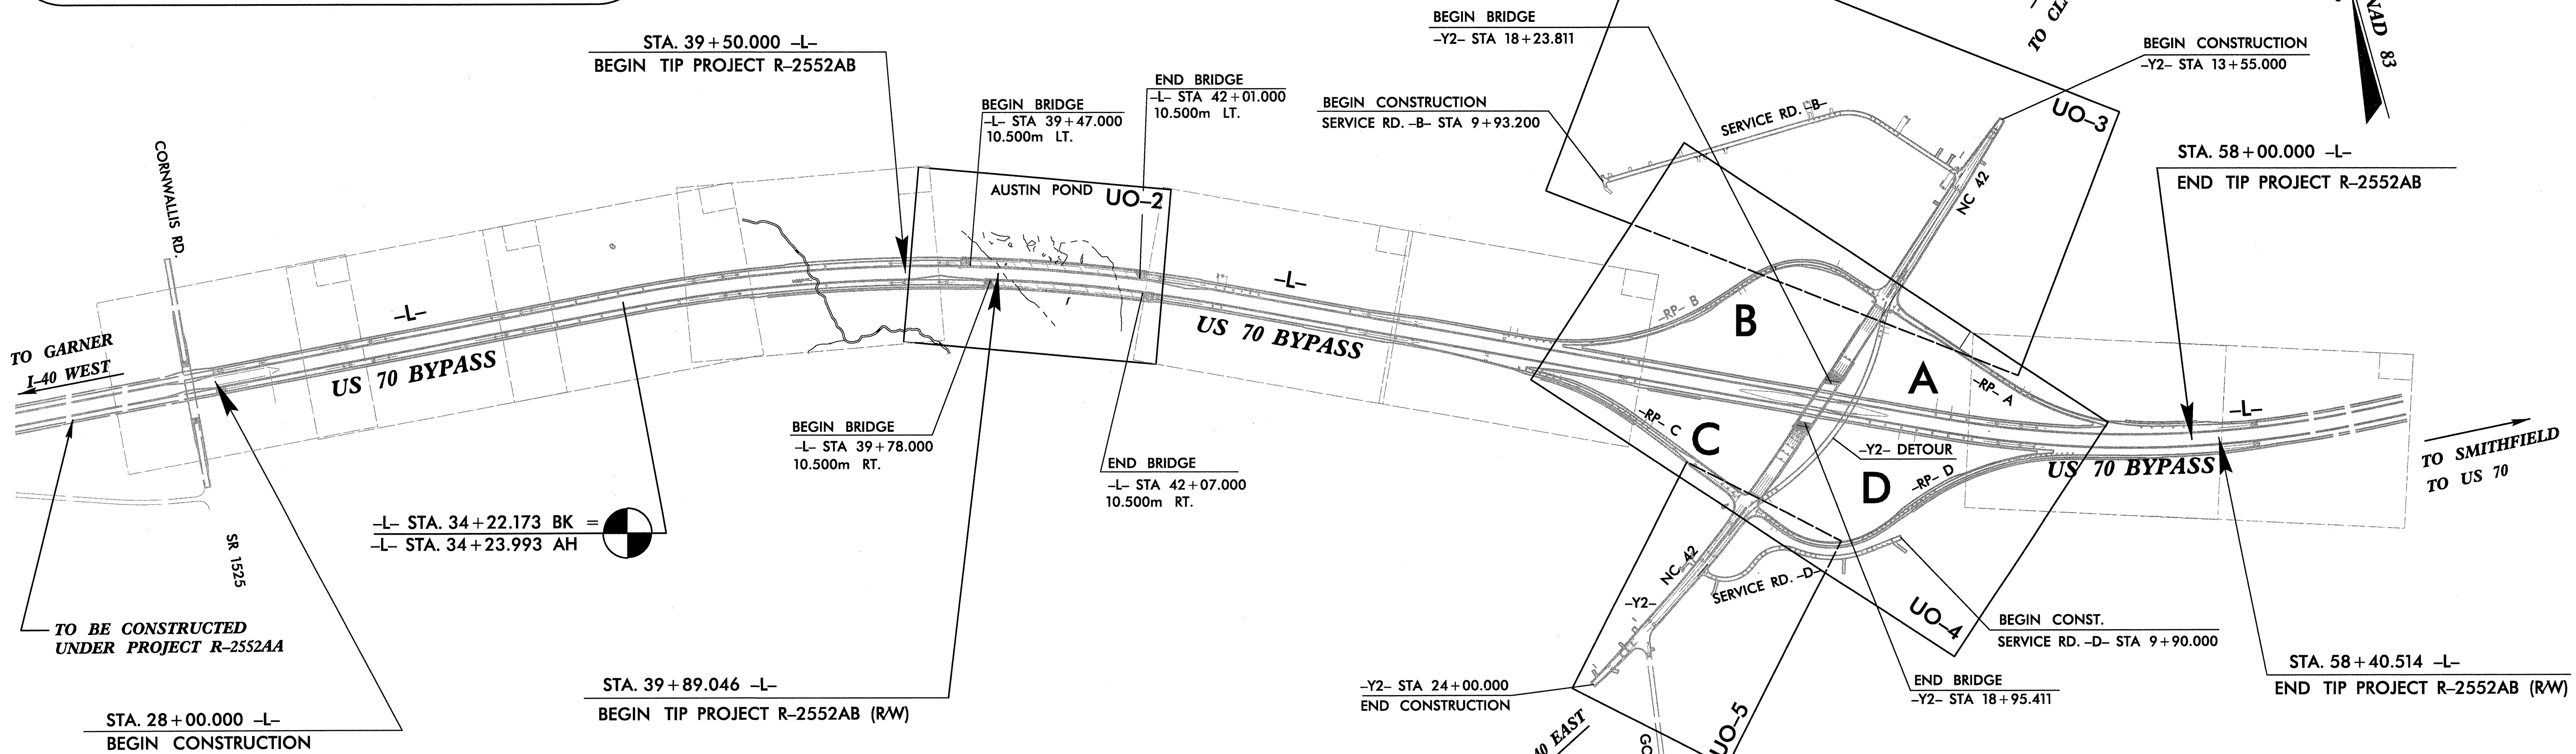 BEGIN BRIDGE
-Y2- STA 18+23.811
TO CL
NAD 83
STA. 39+50.000 -L-
BEGIN TIP PROJECT R-2552AB
BEGIN CONSTRUCTION
-Y2- STA 13+55.000
END BRIDGE
-L- STA 42+01.000
10.500m LT.
BEGIN BRIDGE
-L- STA 39+47.000
10.500m LT.
BEGIN CONSTRUCTION
SERVICE RD. -B- STA 9+93.200
SERVICE RD. -B-
UO-3
STA. 58+00.000 -L-
END TIP PROJECT R-2552AB
CORNWALLIS RD.
AUSTIN POND
UO-2
NC 42
-L-
-L-
-RP- B
B
A
-RP- A
TO GARNER
I-40 WEST
US 70 BYPASS
US 70 BYPASS
-L-
-RP- C
C
BEGIN BRIDGE
-L- STA 39+78.000
10.500m RT.
END BRIDGE
-L- STA 42+07.000
10.500m RT.
-Y2- DETOUR
D
-RP- D
US 70 BYPASS
TO SMITHFIELD
TO US 70
-L- STA. 34+22.173 BK =
-L- STA. 34+23.993 AH
SR 1525
NC 42
SERVICE RD. -D-
-Y2-
UO-4
BEGIN CONST.
SERVICE RD. -D- STA 9+90.000
TO BE CONSTRUCTED
UNDER PROJECT R-2552AA
STA. 39+89.046 -L-
BEGIN TIP PROJECT R-2552AB (R/W)
-Y2- STA 24+00.000
END CONSTRUCTION
END BRIDGE
-Y2- STA 18+95.411
STA. 58+40.514 -L-
END TIP PROJECT R-2552AB (R/W)
STA. 28+00.000 -L-
BEGIN CONSTRUCTION
40 EAST
GO
UO-5